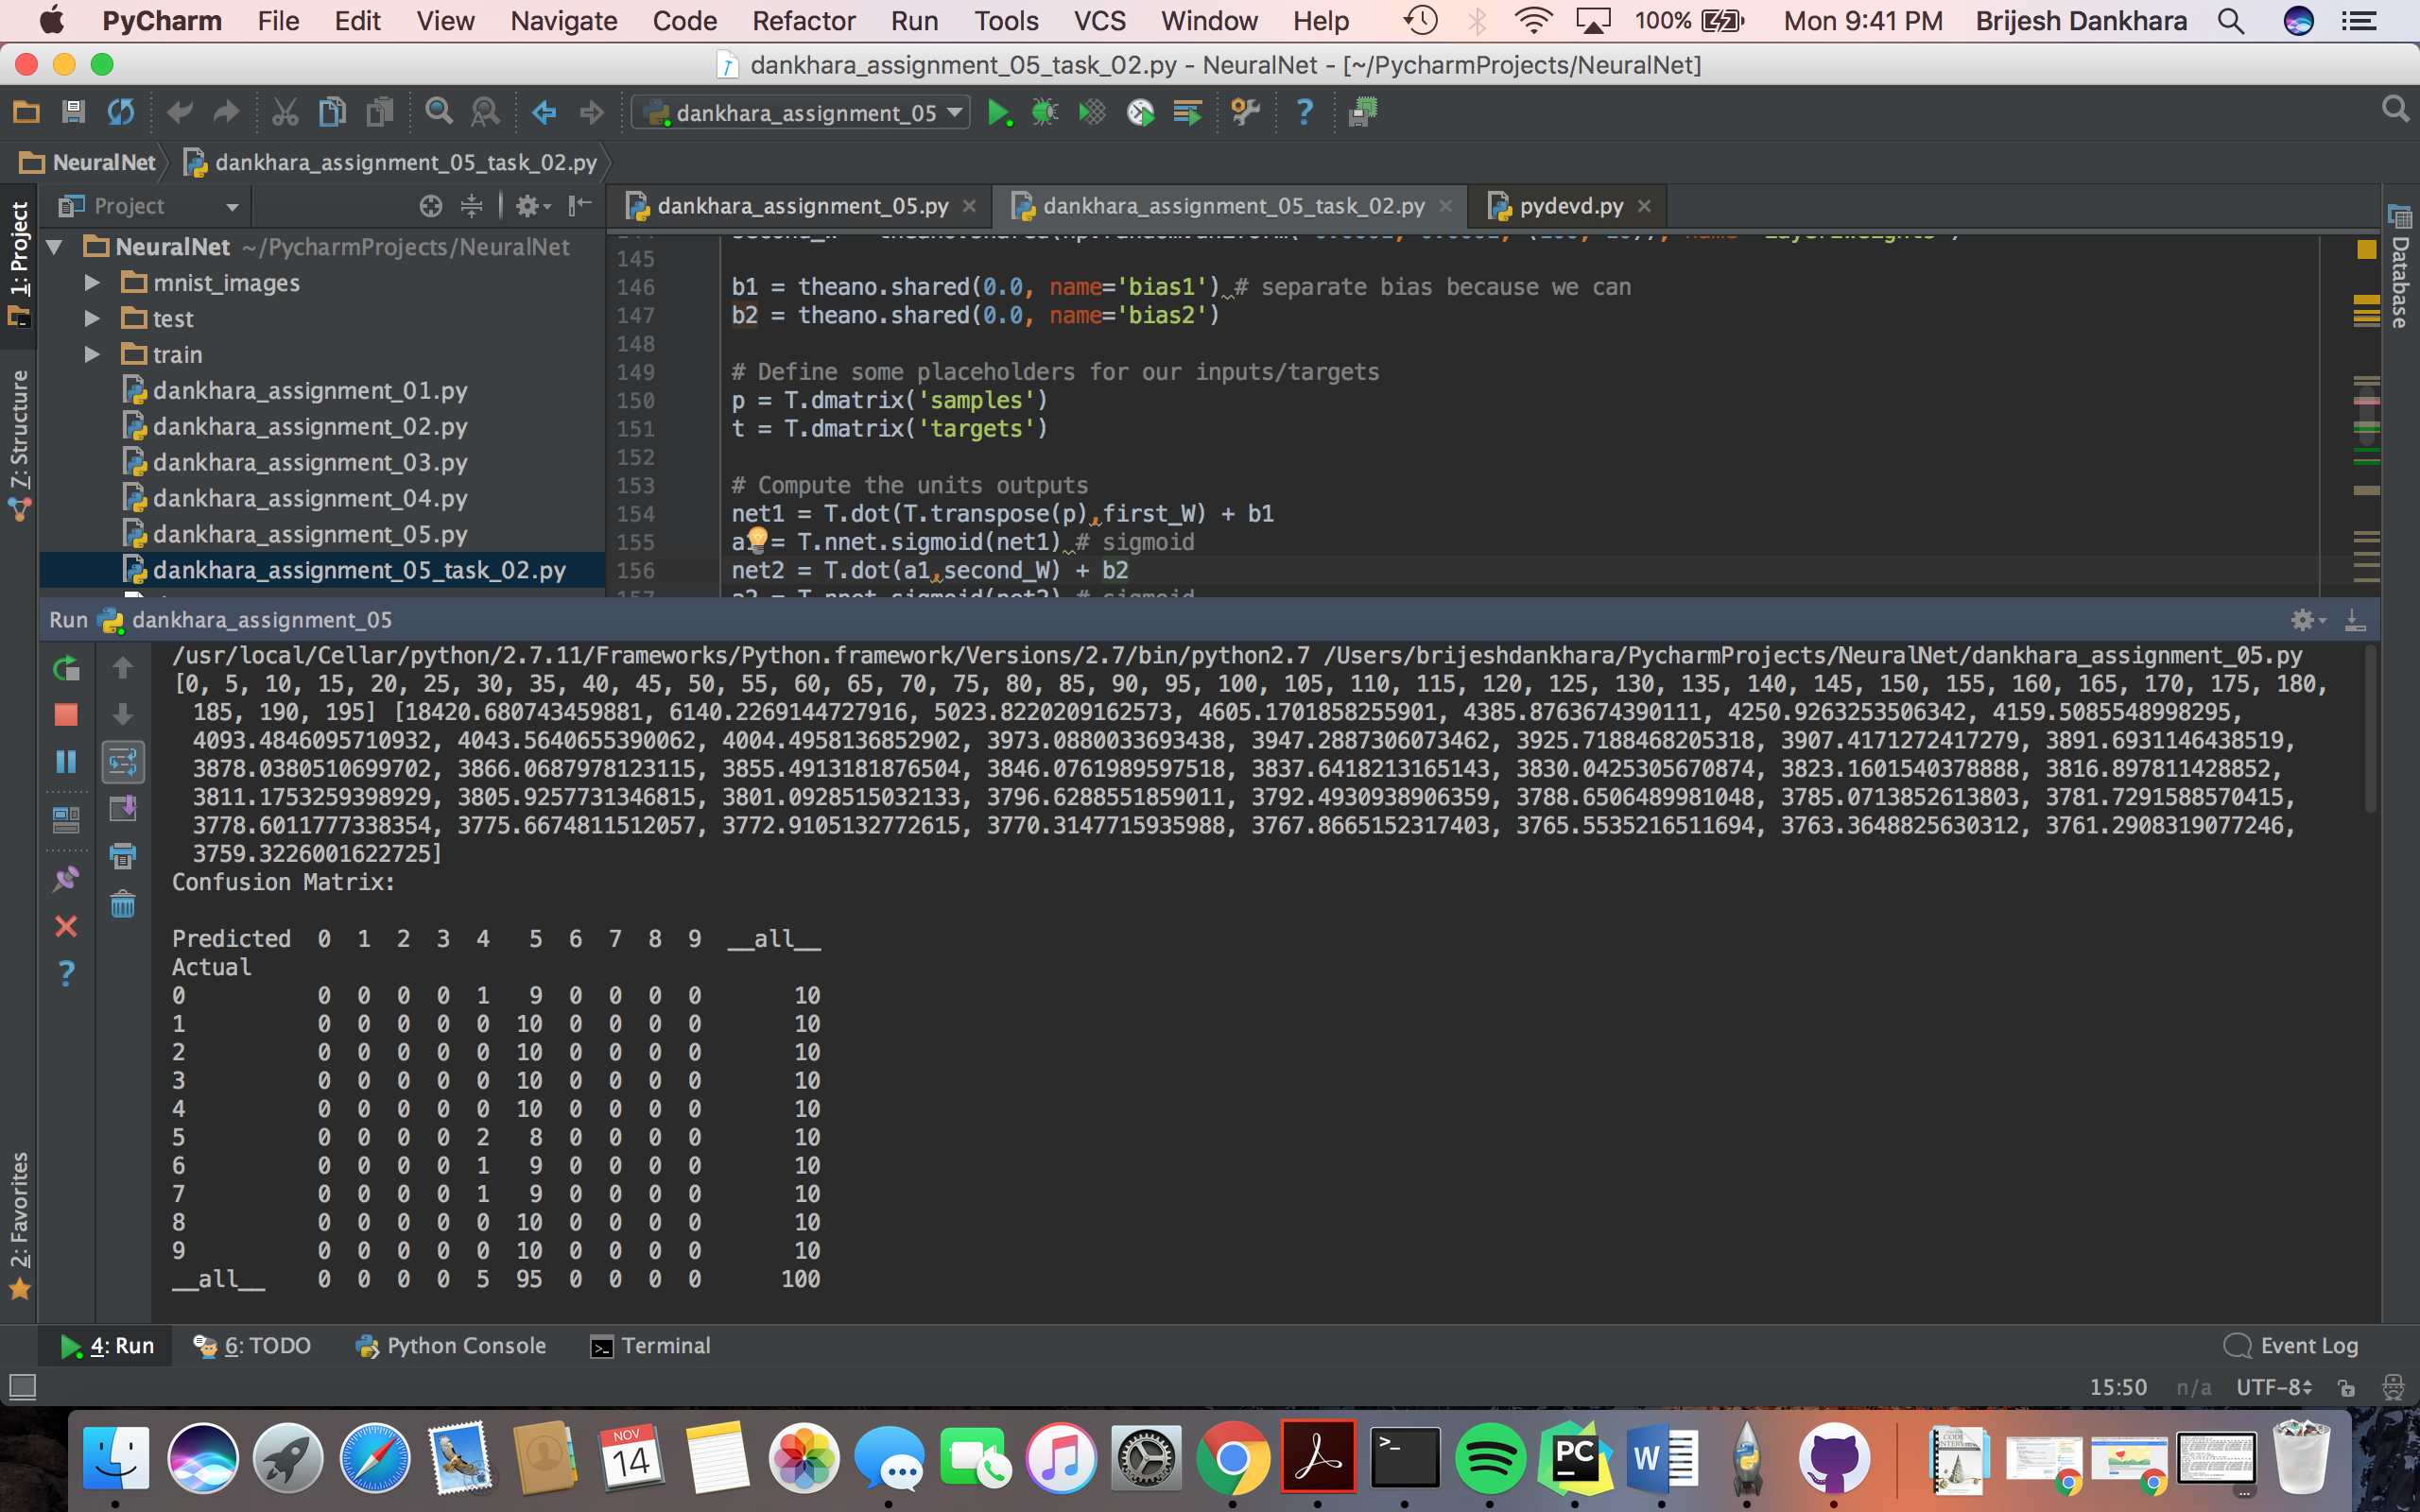 PyCharm File Edit View Navigate Code Refactor Run Tools VCS Window Help 100% Mon 9:41 PM Brijesh Dankhara
dankhara_assignment_05_task_02.py - NeuralNet - [~/PycharmProjects/NeuralNet]
dankhara_assignment_05
NeuralNet dankhara_assignment_05_task_02.py
Project
dankhara_assignment_05.py dankhara_assignment_05_task_02.py pydevd.py
1: Project
7: Structure
2: Favorites
Database
NeuralNet ~/PycharmProjects/NeuralNet
mnist_images
test
train
dankhara_assignment_01.py
dankhara_assignment_02.py
dankhara_assignment_03.py
dankhara_assignment_04.py
dankhara_assignment_05.py
dankhara_assignment_05_task_02.py
145
146 b1 = theano.shared(0.0, name='bias1') # separate bias because we can
147 b2 = theano.shared(0.0, name='bias2')
148
149 # Define some placeholders for our inputs/targets
150 p = T.dmatrix('samples')
151 t = T.dmatrix('targets')
152
153 # Compute the units outputs
154 net1 = T.dot(T.transpose(p),first_W) + b1
155 a1 = T.nnet.sigmoid(net1) # sigmoid
156 net2 = T.dot(a1,second_W) + b2
157 a2 = T.nnet.sigmoid(net2) # sigmoid
Run dankhara_assignment_05
/usr/local/Cellar/python/2.7.11/Frameworks/Python.framework/Versions/2.7/bin/python2.7 /Users/brijeshdankhara/PycharmProjects/NeuralNet/dankhara_assignment_05.py
[0, 5, 10, 15, 20, 25, 30, 35, 40, 45, 50, 55, 60, 65, 70, 75, 80, 85, 90, 95, 100, 105, 110, 115, 120, 125, 130, 135, 140, 145, 150, 155, 160, 165, 170, 175, 180,
185, 190, 195] [18420.680743459881, 6140.2269144727916, 5023.8220209162573, 4605.1701858255901, 4385.8763674390111, 4250.9263253506342, 4159.5085548998295,
4093.4846095710932, 4043.5640655390062, 4004.4958136852902, 3973.0880033693438, 3947.2887306073462, 3925.7188468205318, 3907.4171272417279, 3891.6931146438519,
3878.0380510699702, 3866.0687978123115, 3855.4913181876504, 3846.0761989597518, 3837.6418213165143, 3830.0425305670874, 3823.1601540378888, 3816.897811428852,
3811.1753259398929, 3805.9257731346815, 3801.0928515032133, 3796.6288551859011, 3792.4930938906359, 3788.6506489981048, 3785.0713852613803, 3781.7291588570415,
3778.6011777338354, 3775.6674811512057, 3772.9105132772615, 3770.3147715935988, 3767.8665152317403, 3765.5535216511694, 3763.3648825630312, 3761.2908319077246,
3759.3226001622725]
Confusion Matrix:
Predicted 0 1 2 3 4 5 6 7 8 9 __all__
Actual
0 0 0 0 0 1 9 0 0 0 0 10
1 0 0 0 0 0 10 0 0 0 0 10
2 0 0 0 0 0 10 0 0 0 0 10
3 0 0 0 0 0 10 0 0 0 0 10
4 0 0 0 0 0 10 0 0 0 0 10
5 0 0 0 0 2 8 0 0 0 0 10
6 0 0 0 0 1 9 0 0 0 0 10
7 0 0 0 0 1 9 0 0 0 0 10
8 0 0 0 0 0 10 0 0 0 0 10
9 0 0 0 0 0 10 0 0 0 0 10
__all__ 0 0 0 0 5 95 0 0 0 0 100
4: Run 6: TODO Python Console Terminal Event Log
15:50 n/a UTF-8
NOV
14
PC
W